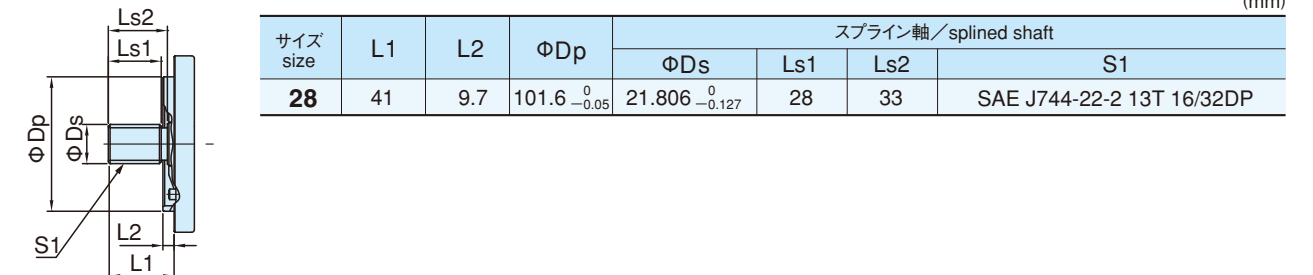 (mm)
Ls2
Ls1
ΦDp
ΦDs
S1
L2
L1
サイズ size L1 L2 ΦDp スプライン軸／splined shaft
ΦDs Ls1 Ls2 S1
28 41 9.7 101.6 0 -0.05 21.806 0 -0.127 28 33 SAE J744-22-2 13T 16/32DP